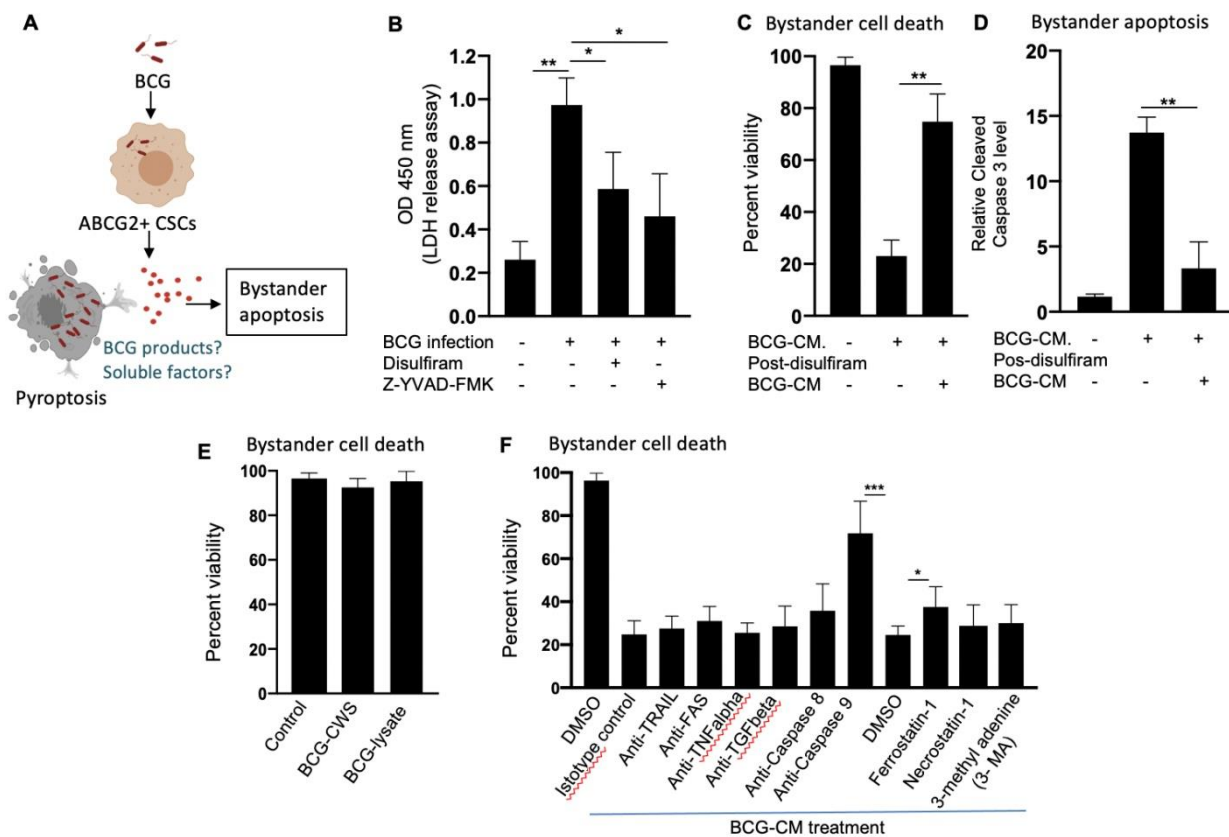 A
BCG
ABCG2+ CSCs
Bystander
apoptosis
BCG products?
Soluble factors?
Pyroptosis
B
OD 450 nm
(LDH release assay)
1.2
1.0
0.8
0.6
0.4
0.2
0.0
**
*
*
BCG infection - + + +
Disulfiram - - + -
Z-YVAD-FMK - - - +
C Bystander cell death
Percent viability
100
80
60
40
20
0
**
BCG-CM. - + +
Post-disulfiram
BCG-CM - - +
D Bystander apoptosis
Relative Cleaved
Caspase 3 level
20
15
10
5
0
**
BCG-CM. - + +
Pos-disulfiram
BCG-CM - - +
E Bystander cell death
Percent viability
100
80
60
40
20
0
Control
BCG-CWS
BCG-lysate
F Bystander cell death
Percent viability
100
80
60
40
20
0
***
*
DMSO
Istotype control
Anti-TRAIL
Anti-FAS
Anti-TNFalpha
Anti-TGFbeta
Anti-Caspase 8
Anti-Caspase 9
DMSO
Ferrostatin-1
Necrostatin-1
3-methyl adenine
(3- MA)
BCG-CM treatment